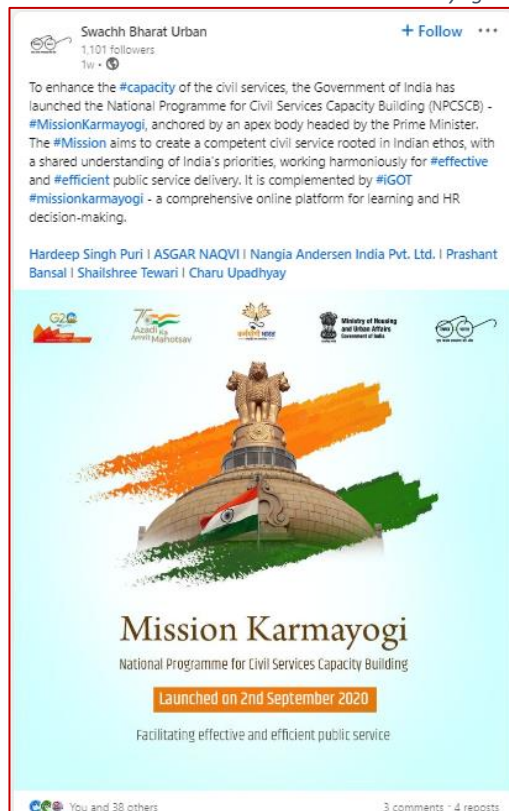 Swachh Bharat Urban
+ Follow
1,101 followers
1w
To enhance the #capacity of the civil services, the Government of India has
launched the National Programme for Civil Services Capacity Building (NPCSCB) -
#MissionKarmayogi, anchored by an apex body headed by the Prime Minister.
The #Mission aims to create a competent civil service rooted in Indian ethos, with
a shared understanding of India's priorities, working harmoniously for #effective
and #efficient public service delivery. It is complemented by #iGOT
#missionkarmayogi - a comprehensive online platform for learning and HR
decision-making.
Hardeep Singh Puri I ASGAR NAQVI I Nangia Andersen India Pvt. Ltd. I Prashant
Bansal I Shailshree Tewari I Charu Upadhyay
G20
Azadi Ka
Amrit Mahotsav
कर्मयोगी भारत
Ministry of Housing
and Urban Affairs
Government of India
Mission Karmayogi
National Programme for Civil Services Capacity Building
Launched on 2nd September 2020
Facilitating effective and efficient public service
You and 38 others
3 comments · 4 reposts